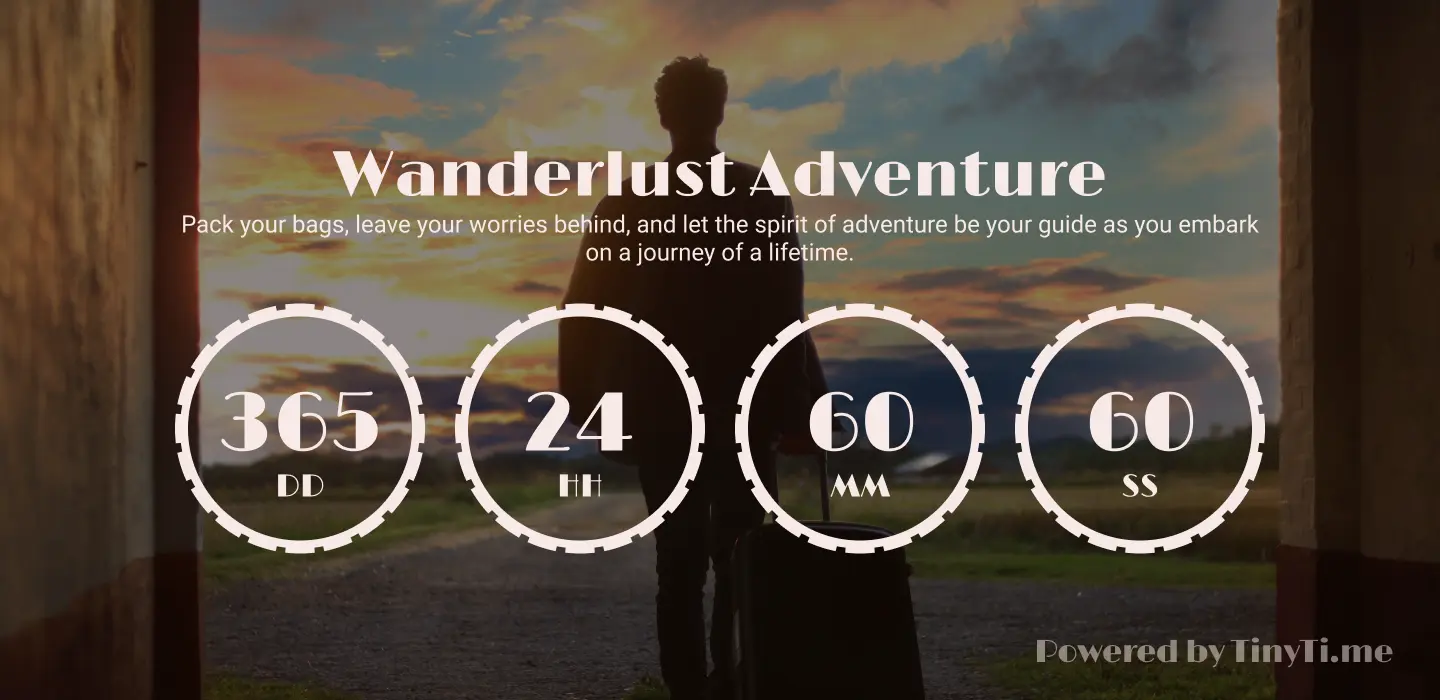 Wanderlust Adventure
Pack your bags, leave your worries behind, and let the spirit of adventure be your guide as you embark
on a journey of a lifetime.
365 24 60 60
DD HH MM SS
Powered by TinyTi.me